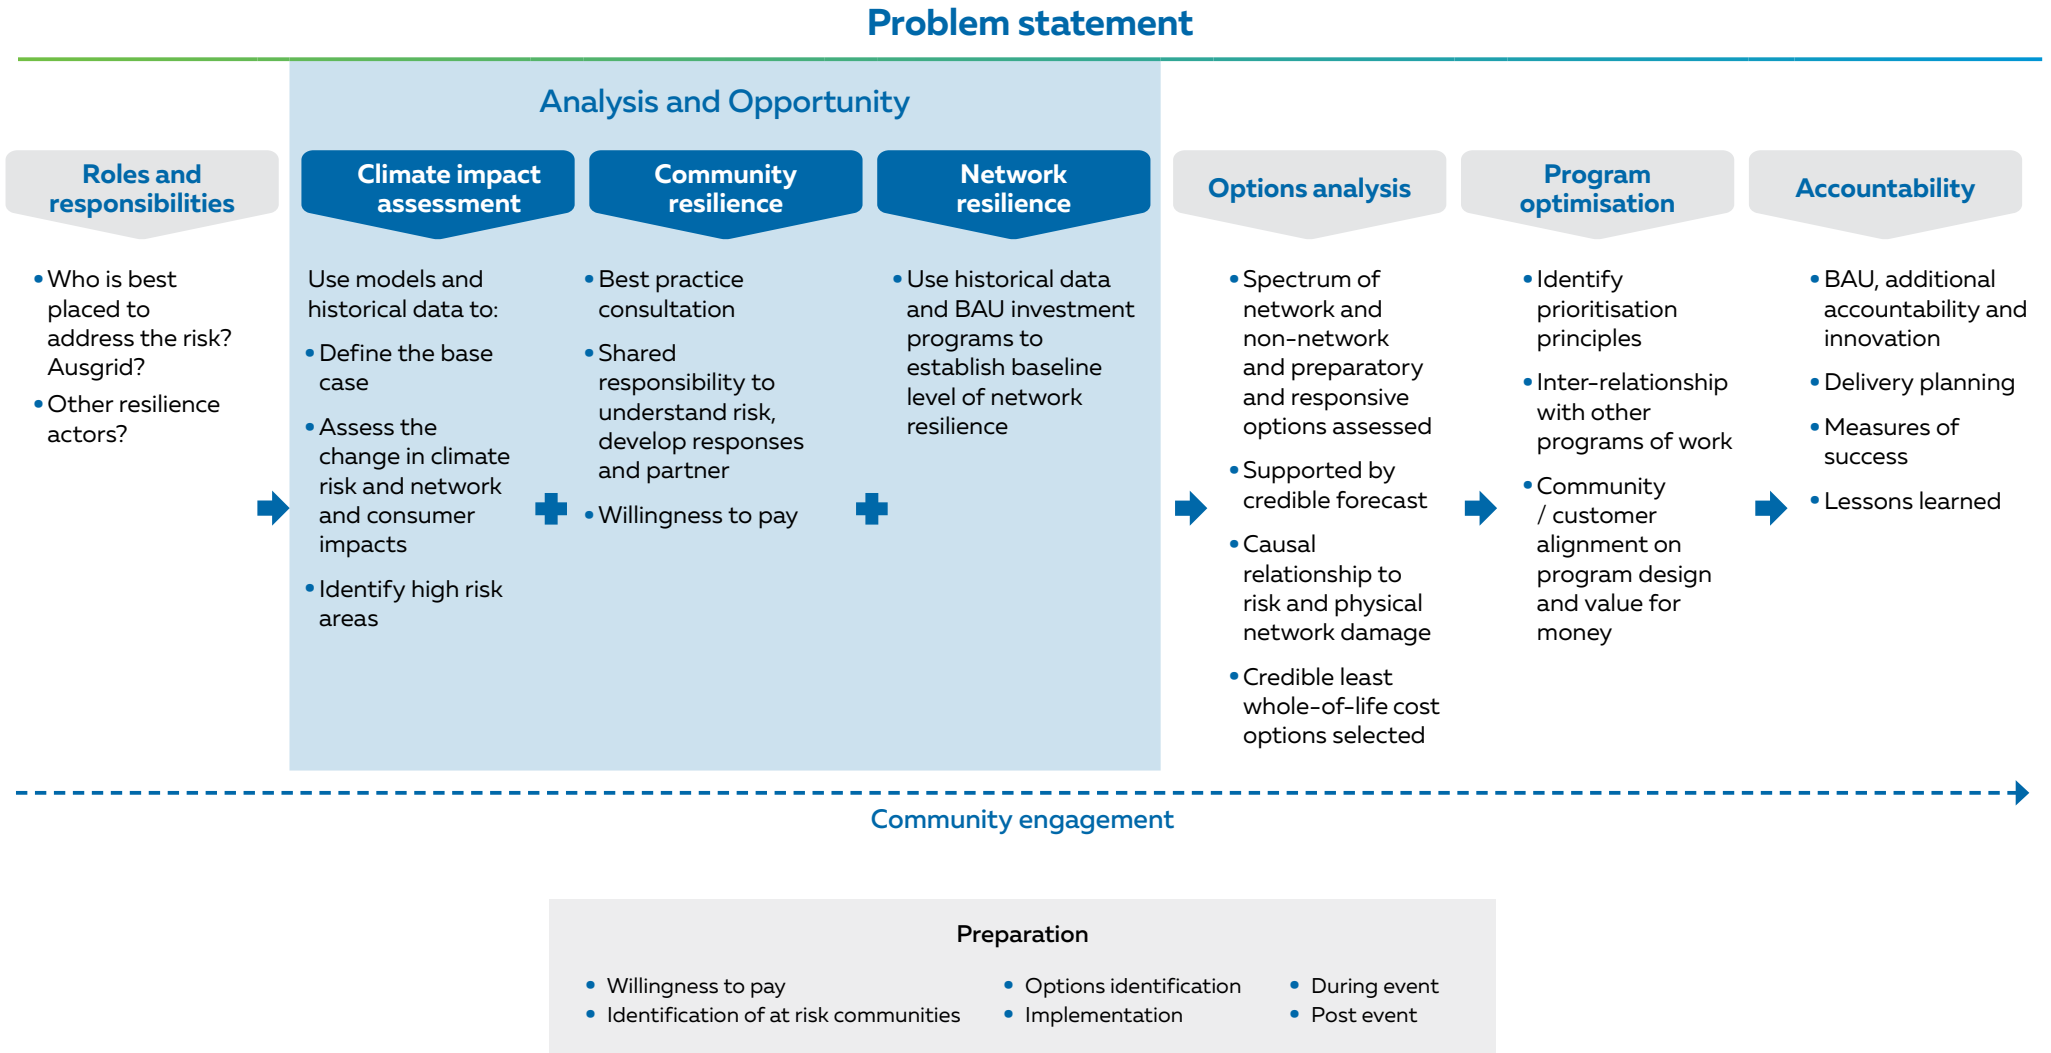 Problem statement
Analysis and Opportunity
Roles and
responsibilities
• Who is best
placed to
address the risk?
Ausgrid?
• Other resilience
actors?
Climate impact
assessment
Use models and
historical data to:
• Define the base
case
• Assess the
change in climate
risk and network
and consumer
impacts
• Identify high risk
areas
Community
resilience
• Best practice
consultation
• Shared
responsibility to
understand risk,
develop responses
and partner
• Willingness to pay
Network
resilience
• Use historical data
and BAU investment
programs to
establish baseline
level of network
resilience
Options analysis
• Spectrum of
network and
non-network
and preparatory
and responsive
options assessed
• Supported by
credible forecast
• Causal
relationship to
risk and physical
network damage
• Credible least
whole-of-life cost
options selected
Program
optimisation
• Identify
prioritisation
principles
• Inter-relationship
with other
programs of work
• Community
/ customer
alignment on
program design
and value for
money
Accountability
• BAU, additional
accountability and
innovation
• Delivery planning
• Measures of
success
• Lessons learned
Community engagement
Preparation
• Willingness to pay
• Identification of at risk communities
• Options identification
• Implementation
• During event
• Post event